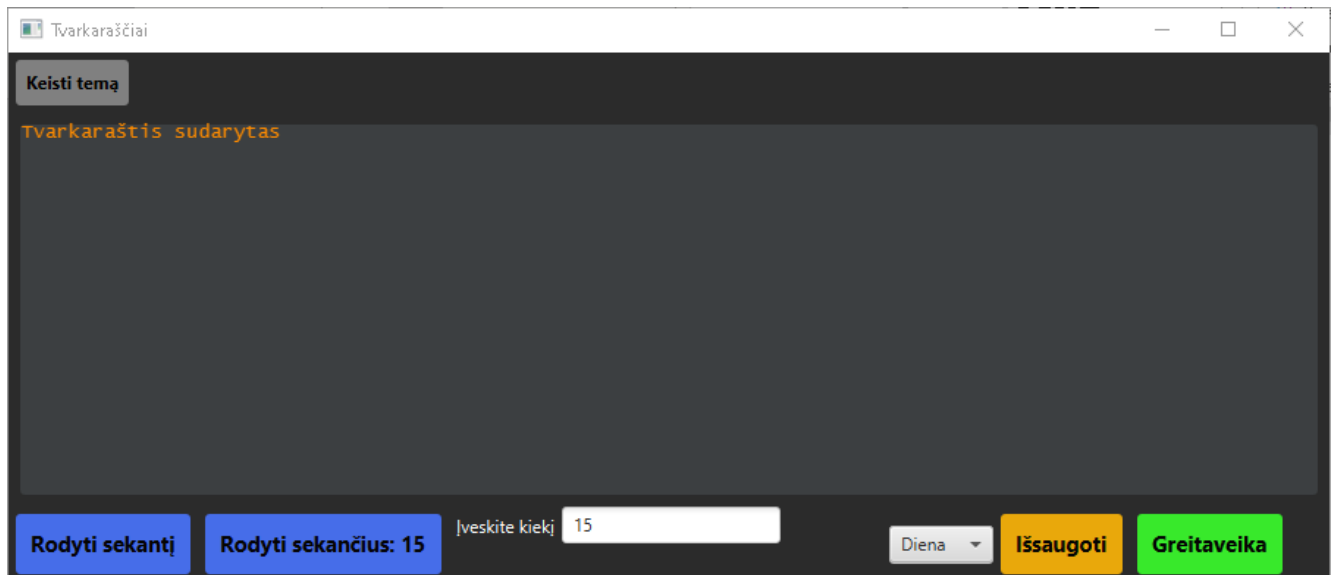 Tvarkaraščiai
Keisti temą
Tvarkaraštis sudarytas
Rodyti sekantį
Rodyti sekančius: 15
Įveskite kiekį
15
Diena
Išsaugoti
Greitaveika